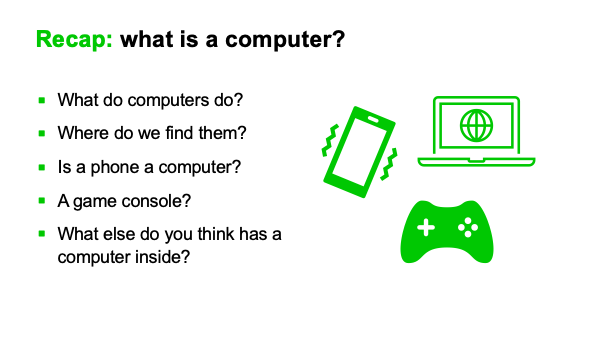 Recap: what is a computer?
What do computers do?
Where do we find them?
Is a phone a computer?
A game console?
What else do you think has a
computer inside?